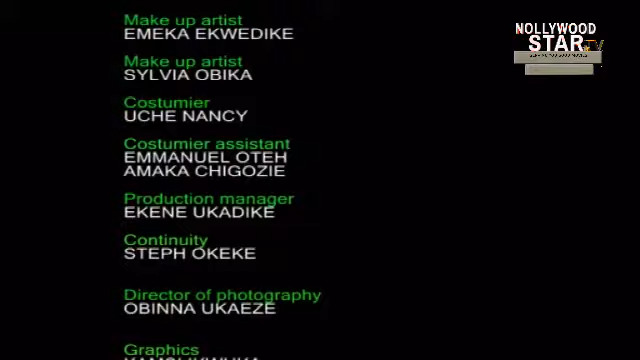 Make up artist
EMEKA EKWEDIKE
Make up artist
SYLVIA OBIKA
Costumier
UCHE NANCY
Costumier assistant
EMMANUEL OTEH
AMAKA CHIGOZIE
Production manager
EKENE UKADIKE
Continuity
STEPH OKEKE
Director of photography
OBINNA UKAEZE
Graphics
NOLLYWOOD
STAR TV